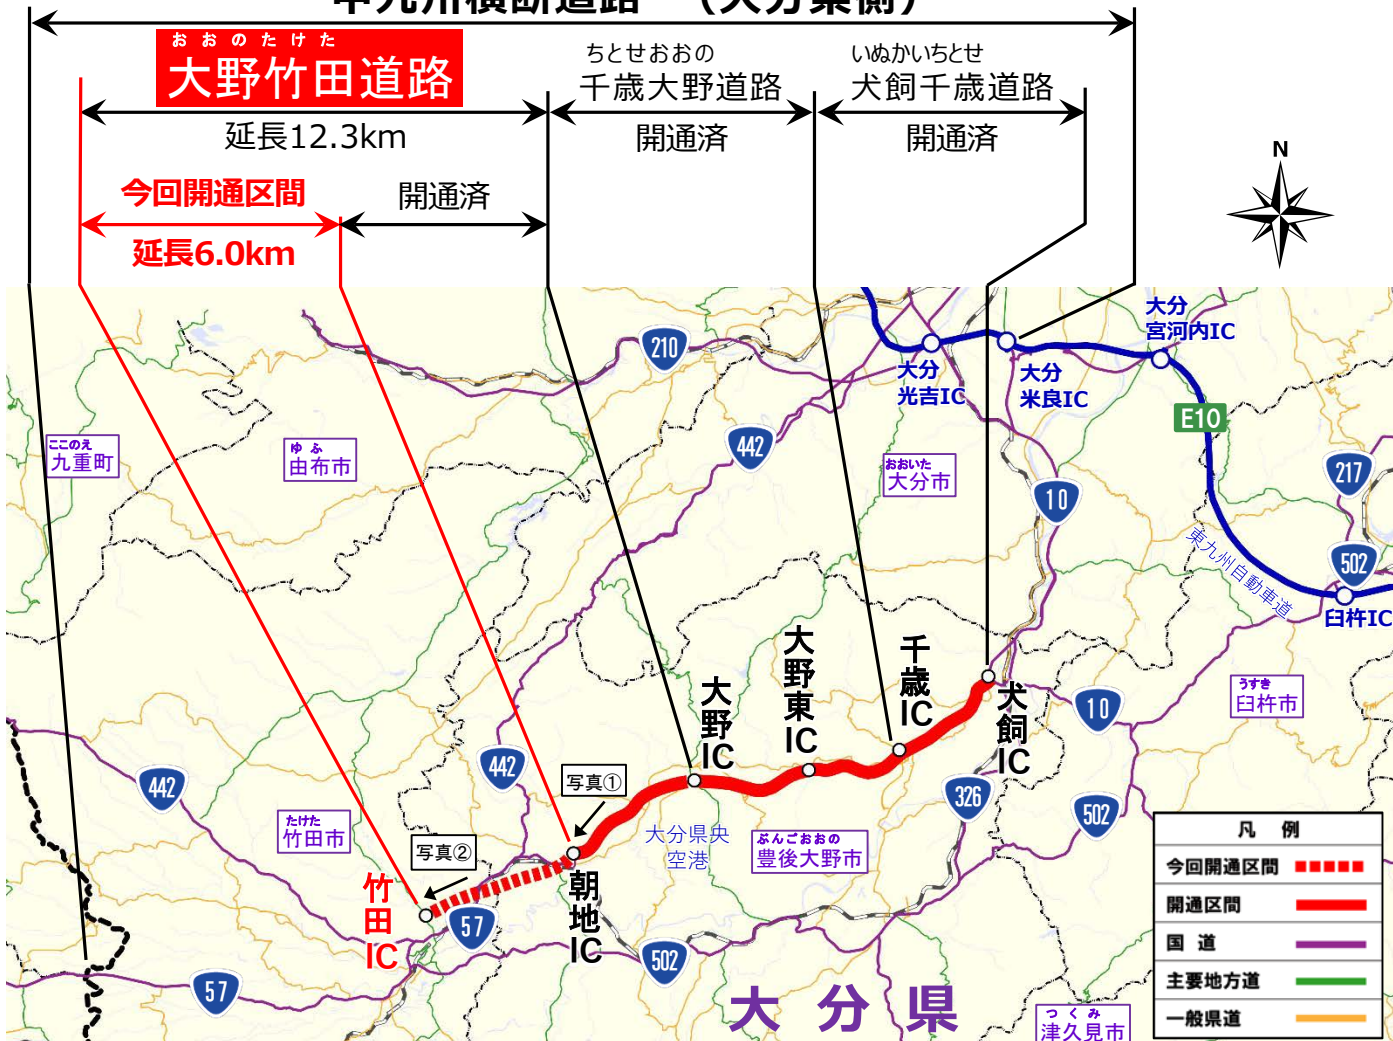 中九州横断道路 （大分県側）
おおのたけた
大野竹田道路
延長12.3km
ちとせおおの
千歳大野道路
開通済
いぬかいちとせ
犬飼千歳道路
開通済
今回開通区間
延長6.0km
開通済
N
210
大分
光吉IC
大分
米良IC
大分
宮河内IC
E10
ここのえ
九重町
ゆふ
由布市
442
おおいた
大分市
10
217
502
東九州自動車道
臼杵IC
うすき
臼杵市
大野IC
大野東IC
千歳IC
犬飼IC
10
442
442
写真①
326
502
たけた
竹田市
写真②
大分県央
空港
ぶんごおおの
豊後大野市
竹田IC
朝地IC
57
502
57
大分県
つくみ
津久見市
凡 例
今回開通区間
開通区間
国 道
主要地方道
一般県道